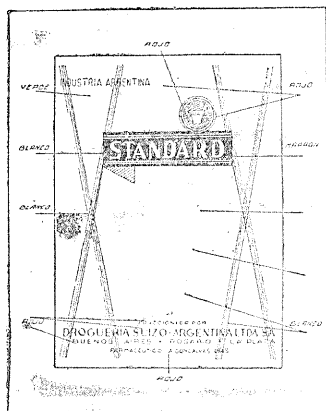 ROJO
VERDE
INDUSTRIA ARGENTINA
ROJO
STANDARD
BLANCO
MARRON
BLANCO
ROJO
BLANCO
DROGUERIA SUIZO-ARGENTINA LTDA. S.A.
BUENOS AIRES • ROSARIO • LA PLATA
ROJO